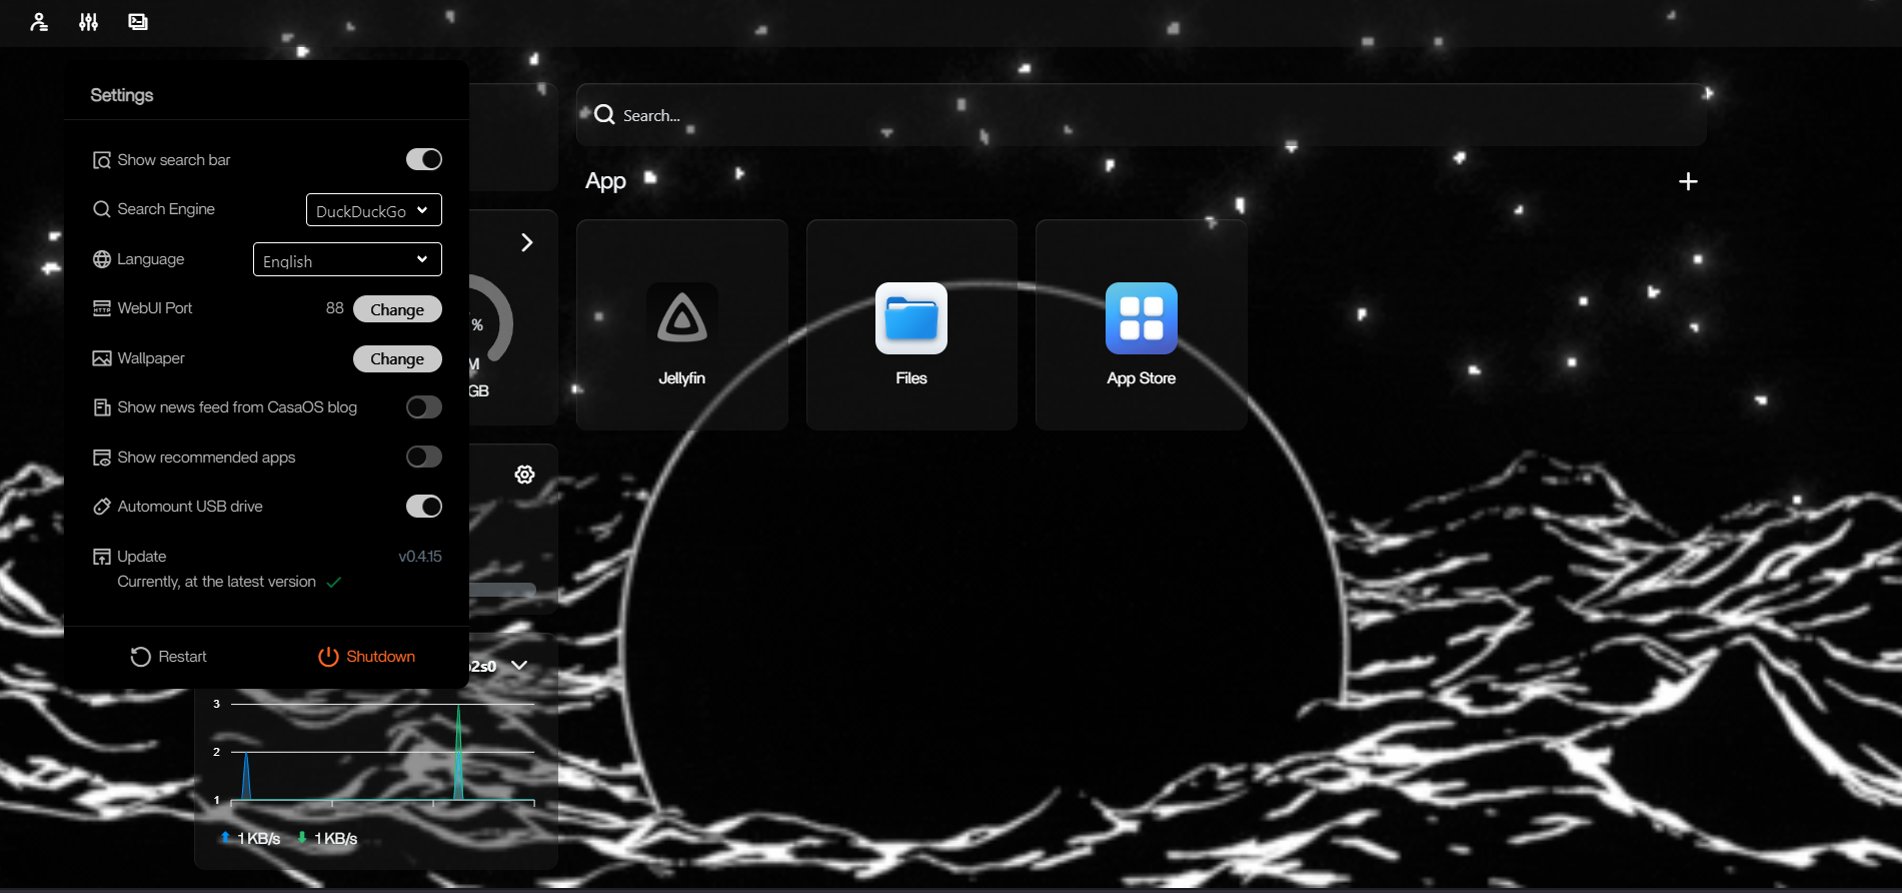 Settings
Show search bar
Search Engine
DuckDuckGo
Language
English
WebUI Port
88
Change
Wallpaper
Change
Show news feed from CasaOS blog
Show recommended apps
Automount USB drive
Update
v0.4.15
Currently, at the latest version
Restart
Shutdown
%
M
GB
2s0
3
2
1
1 KB/s
1 KB/s
Search...
App
Jellyfin
Files
App Store